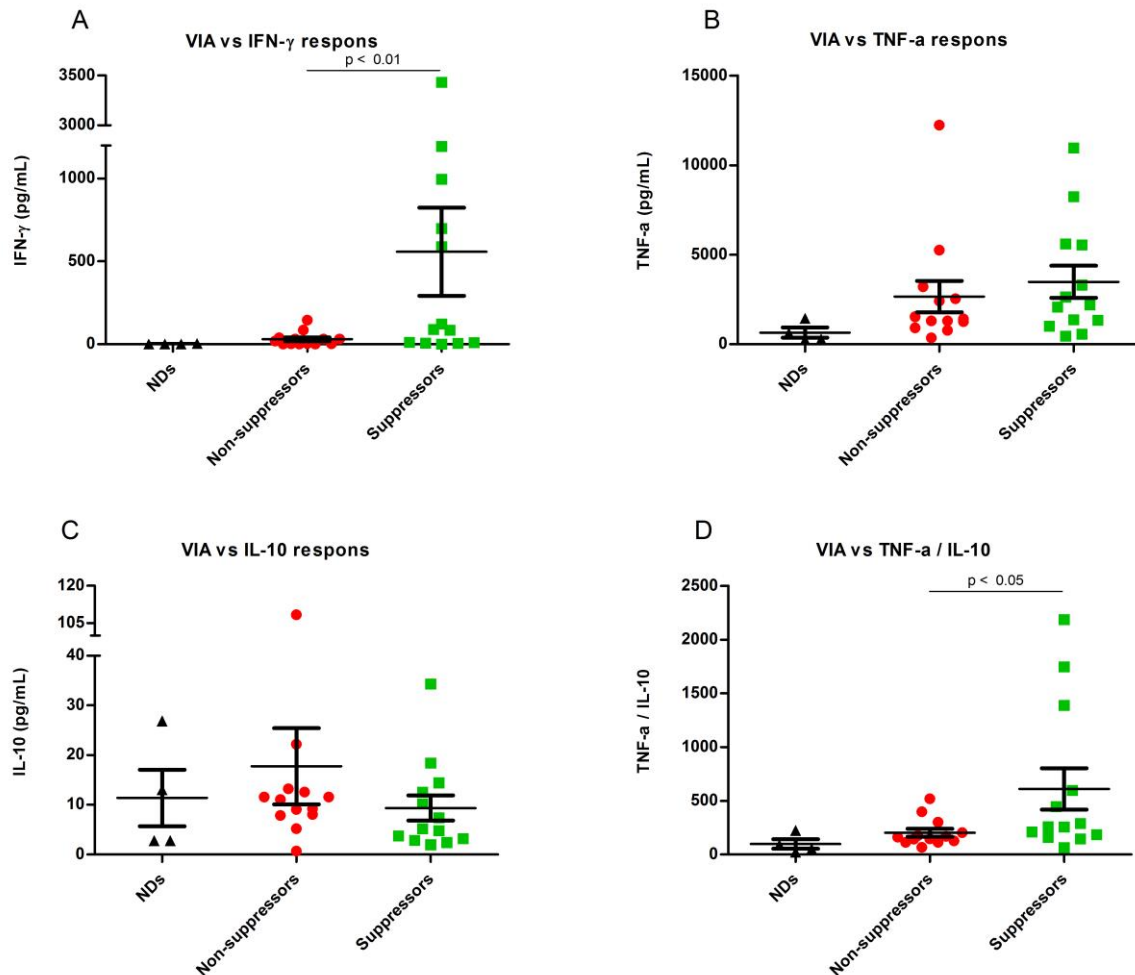 A
VIA vs IFN-γ respons
p < 0.01
3500
3000
1000
500
0
IFN-γ (pg/mL)
NDs
Non-suppressors
Suppressors
B
VIA vs TNF-a respons
15000
10000
5000
0
TNF-a (pg/mL)
NDs
Non-suppressors
Suppressors
C
VIA vs IL-10 respons
120
105
40
30
20
10
0
IL-10 (pg/mL)
NDs
Non-suppressors
Suppressors
D
VIA vs TNF-a / IL-10
p < 0.05
2500
2000
1500
1000
500
0
TNF-a / IL-10
NDs
Non-suppressors
Suppressors